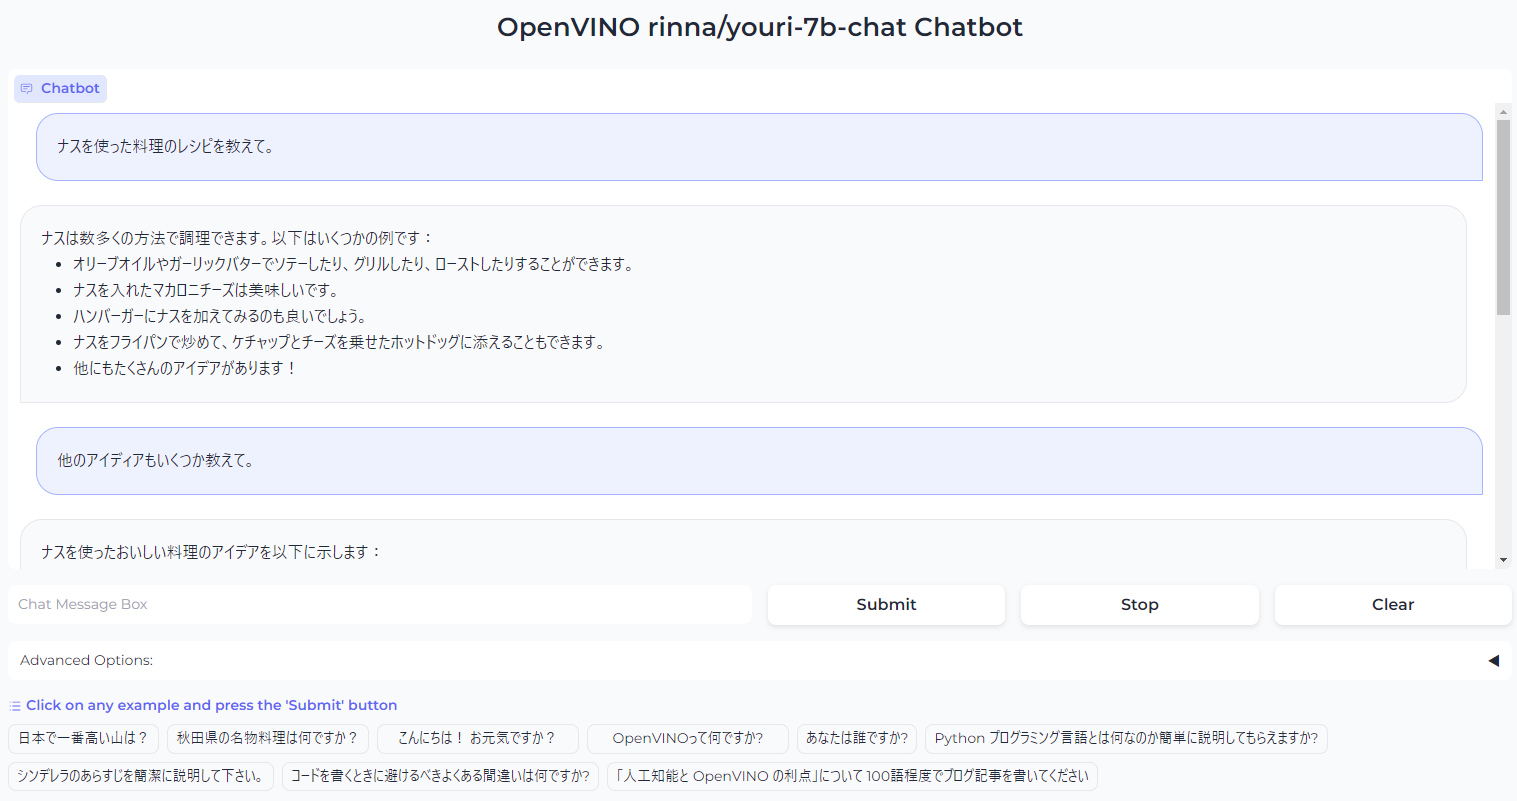 OpenVINO rinna/youri-7b-chat Chatbot
Chatbot
ナスを使った料理のレシピを教えて。
ナスは数多くの方法で調理できます。以下はいくつかの例です：
オリーブオイルやガーリックバターでソテーしたり、グリルしたり、ローストしたりすることができます。
ナスを入れたマカロニチーズは美味しいです。
ハンバーガーにナスを加えてみるのも良いでしょう。
ナスをフライパンで炒めて、ケチャップとチーズを乗せたホットドッグに添えることもできます。
他にもたくさんのアイデアがあります！
他のアイディアもいくつか教えて。
ナスを使ったおいしい料理のアイデアを以下に示します：
Chat Message Box
Submit
Stop
Clear
Advanced Options:
Click on any example and press the 'Submit' button
日本で一番高い山は？
秋田県の名物料理は何ですか？
こんにちは！ お元気ですか？
OpenVINOって何ですか?
あなたは誰ですか?
Python プログラミング言語とは何なのか簡単に説明してもらえますか?
シンデレラのあらすじを簡潔に説明して下さい。
コードを書くときに避けるべきよくある間違いは何ですか?
「人工知能と OpenVINO の利点」について 100語程度でブログ記事を書いてください